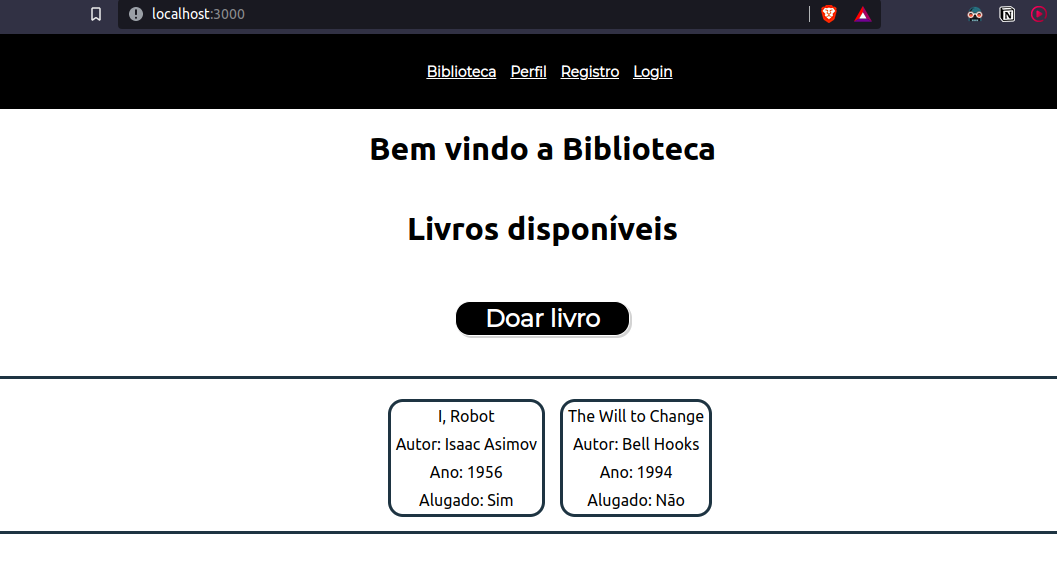 localhost:3000
Biblioteca Perfil Registro Login
Bem vindo a Biblioteca
Livros disponíveis
Doar livro
I, Robot
Autor: Isaac Asimov
Ano: 1956
Alugado: Sim
The Will to Change
Autor: Bell Hooks
Ano: 1994
Alugado: Não